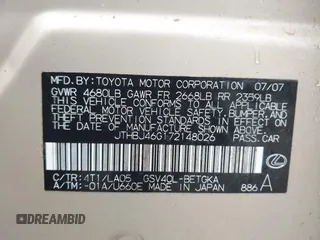 MFD. BY: TOYOTA MOTOR CORPORATION 07/07
GVWR 4680LB GAWR FR 2668LB RR 2359LB
THIS VEHICLE CONFORMS TO ALL APPLICABLE
FEDERAL MOTOR VEHICLE SAFETY, BUMPER,
AND THEFT PREVENTION STANDARDS IN EFFECT ON
THE DATE OF MANUFACTURE SHOWN ABOVE.
JTHBJ46G172148026 PASS.CAR
C/TR: 4T1/LA05 GSV40L-BETGKA
A/TM: -01A/U660E MADE IN JAPAN 886 A
AUTOBIDMASTER